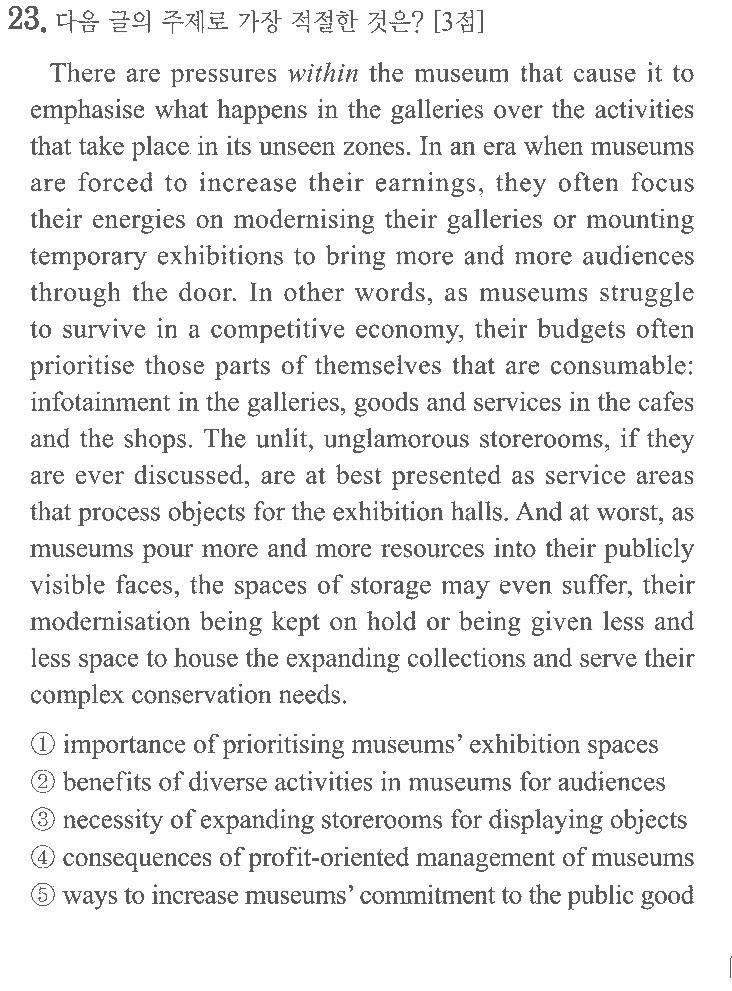 23. 다음 글의 주제로 가장 적절한 것은? [3점]
There are pressures within the museum that cause it to
emphasise what happens in the galleries over the activities
that take place in its unseen zones. In an era when museums
are forced to increase their earnings, they often focus
their energies on modernising their galleries or mounting
temporary exhibitions to bring more and more audiences
through the door. In other words, as museums struggle
to survive in a competitive economy, their budgets often
prioritise those parts of themselves that are consumable:
infotainment in the galleries, goods and services in the cafes
and the shops. The unlit, unglamorous storerooms, if they
are ever discussed, are at best presented as service areas
that process objects for the exhibition halls. And at worst, as
museums pour more and more resources into their publicly
visible faces, the spaces of storage may even suffer, their
modernisation being kept on hold or being given less and
less space to house the expanding collections and serve their
complex conservation needs.
① importance of prioritising museums’ exhibition spaces
② benefits of diverse activities in museums for audiences
③ necessity of expanding storerooms for displaying objects
④ consequences of profit-oriented management of museums
⑤ ways to increase museums’ commitment to the public good